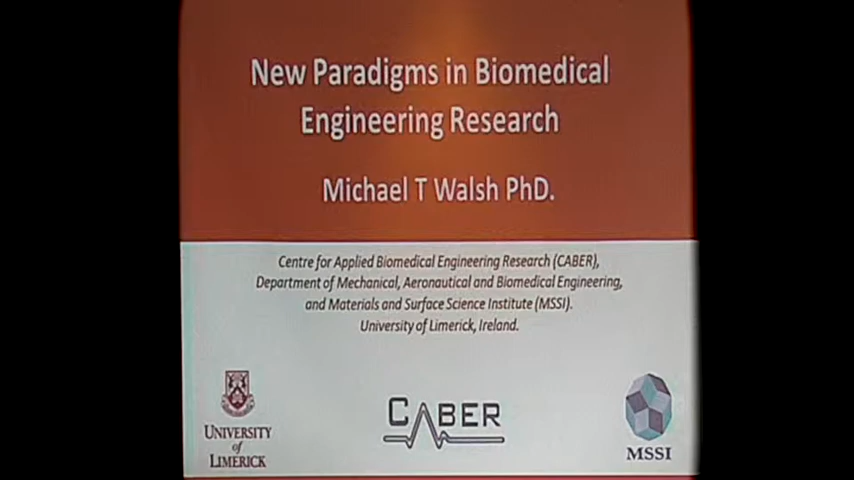 New Paradigms in Biomedical
Engineering Research
Michael T Walsh PhD.
Centre for Applied Biomedical Engineering Research (CABER),
Department of Mechanical, Aeronautical and Biomedical Engineering,
and Materials and Surface Science Institute (MSSI).
University of Limerick, Ireland.
UNIVERSITY
of
LIMERICK
CABER
MSSI